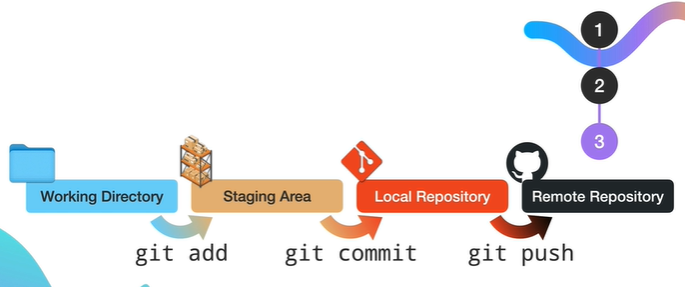 1
2
3
Working Directory
Staging Area
Local Repository
Remote Repository
git add
git commit
git push